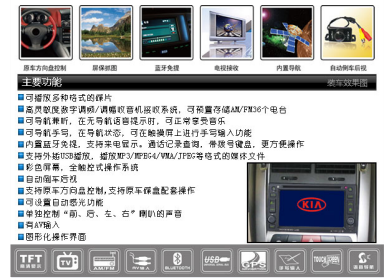 原车方向盘控制 屏保抓图 蓝牙免提 电视接收 内置导航 自动倒车后视
主要功能 装车效果图
可播放多种格式的碟片
高灵敏度数字调频/调幅收音机接收系统,可预置存储AM/FM36个电台
可导航兼听,在无导航语音提示时,可正常享受音乐
可导航手写,在导航状态,可在触摸屏上进行手写输入功能
内置蓝牙免提,支持来电显示,通话记录查询,带拨号键盘,更方便操作
支持外插USB播放,播放MP3/MPEG4/WMA/JPEG等格式的媒体文件
彩色屏幕,全触控式操作系统
自动倒车后视
支持原车方向盘控制,支持原车碟盒配套操作
可设置自动感光功能
单独控制“前、后、左、右”喇叭的声音
有AV输入
图形化操作界面
KIA
TFT TV AM/FM BLUETOOTH USB GPS